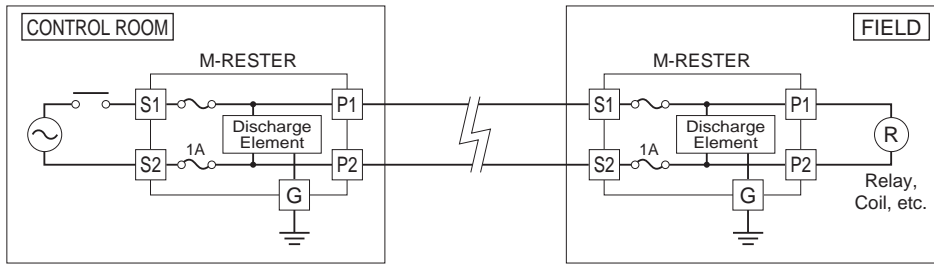 CONTROL ROOM
M-RESTER
S1
P1
Discharge
Element
1A
S2
P2
G
FIELD
M-RESTER
S1
P1
Discharge
Element
1A
S2
P2
G
R
Relay,
Coil, etc.